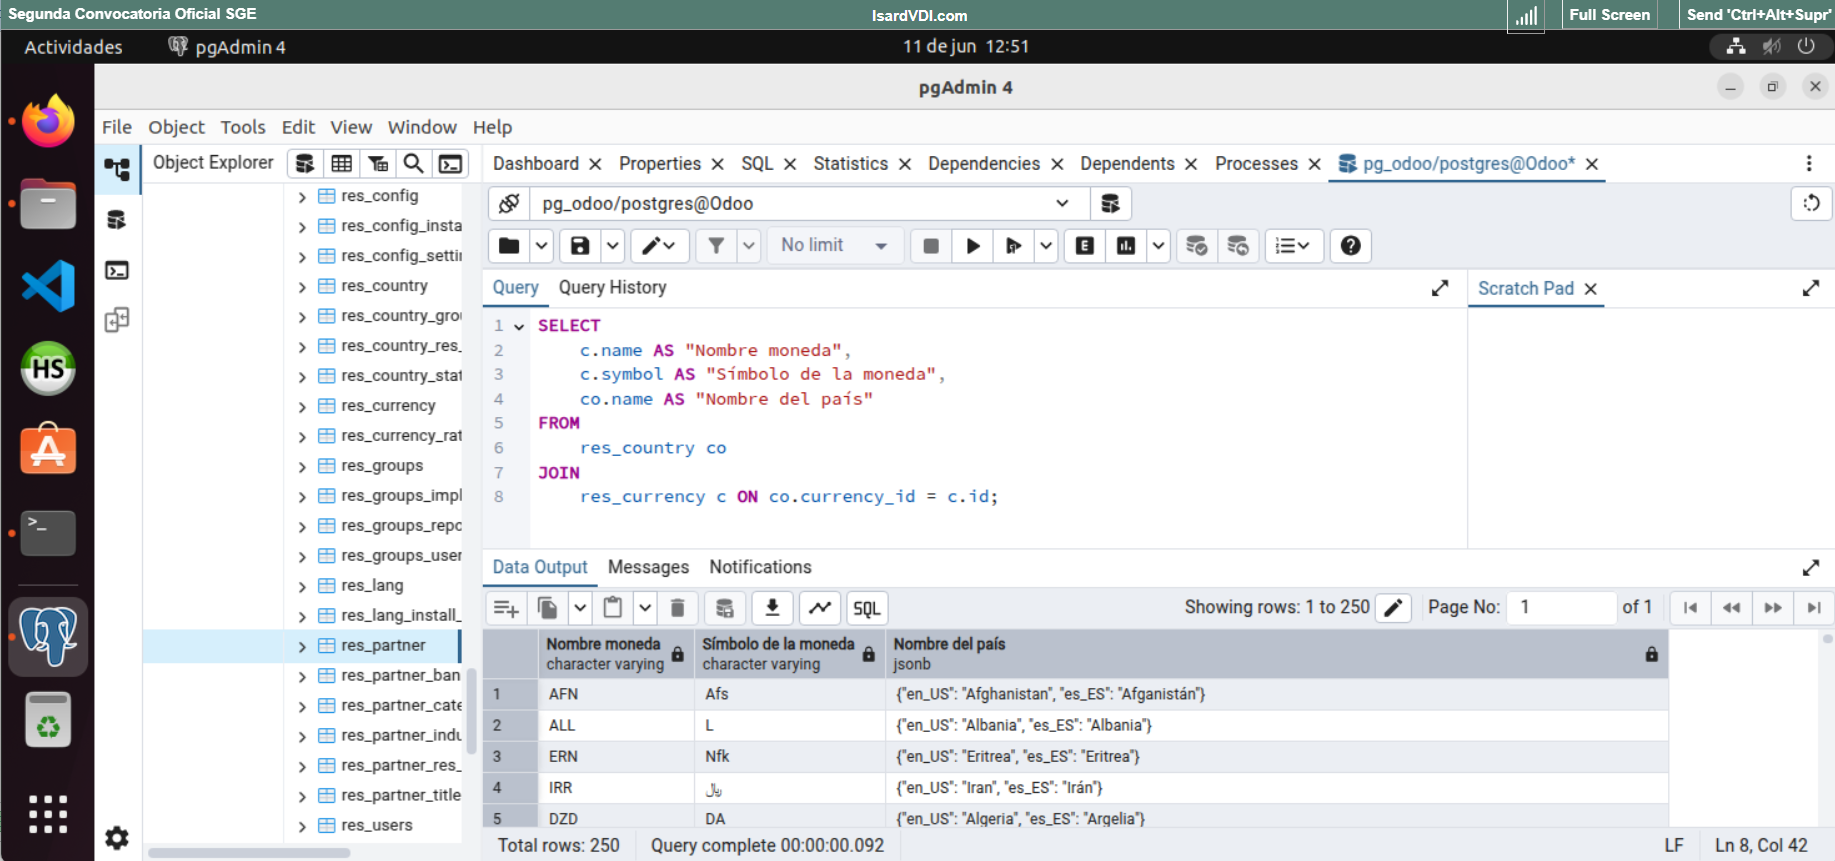 Segunda Convocatoria Oficial SGE
IsardVDI.com
Full Screen
Send 'Ctrl+Alt+Supr'
Actividades
pgAdmin 4
11 de jun 12:51
pgAdmin 4
File Object Tools Edit View Window Help
Object Explorer
Dashboard Properties SQL Statistics Dependencies Dependents Processes pg_odoo/postgres@Odoo*
pg_odoo/postgres@Odoo
No limit
Query Query History
Scratch Pad
1 SELECT
2 c.name AS "Nombre moneda",
3 c.symbol AS "Símbolo de la moneda",
4 co.name AS "Nombre del país"
5 FROM
6 res_country co
7 JOIN
8 res_currency c ON co.currency_id = c.id;
res_config
res_config_insta
res_config_settin
res_country
res_country_grou
res_country_res_
res_country_stat
res_currency
res_currency_rat
res_groups
res_groups_impl
res_groups_repo
res_groups_user
res_lang
res_lang_install_
res_partner
res_partner_ban
res_partner_cate
res_partner_indu
res_partner_res_
res_partner_title
res_users
HS
Data Output Messages Notifications
SQL
Showing rows: 1 to 250
Page No: 1 of 1
Nombre moneda
character varying
Símbolo de la moneda
character varying
Nombre del país
jsonb
1 AFN Afs {"en_US": "Afghanistan", "es_ES": "Afganistán"}
2 ALL L {"en_US": "Albania", "es_ES": "Albania"}
3 ERN Nfk {"en_US": "Eritrea", "es_ES": "Eritrea"}
4 IRR ﷼ {"en_US": "Iran", "es_ES": "Irán"}
5 DZD DA {"en_US": "Algeria", "es_ES": "Argelia"}
Total rows: 250
Query complete 00:00:00.092
LF
Ln 8, Col 42